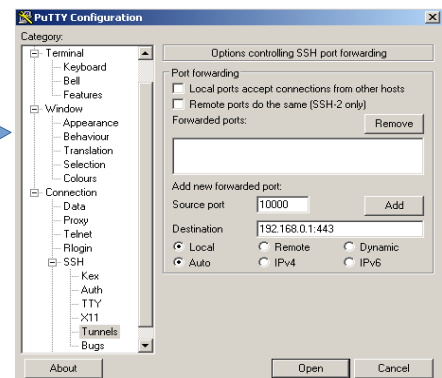 PuTTY Configuration
Category:
Terminal
Keyboard
Bell
Features
Window
Appearance
Behaviour
Translation
Selection
Colours
Connection
Data
Proxy
Telnet
Rlogin
SSH
Kex
Auth
TTY
X11
Tunnels
Bugs
Options controlling SSH port forwarding
Port forwarding
Local ports accept connections from other hosts
Remote ports do the same (SSH-2 only)
Forwarded ports:
Remove
Add new forwarded port:
Source port 10000 Add
Destination 192.168.0.1:443
Local Remote Dynamic
Auto IPv4 IPv6
About Open Cancel